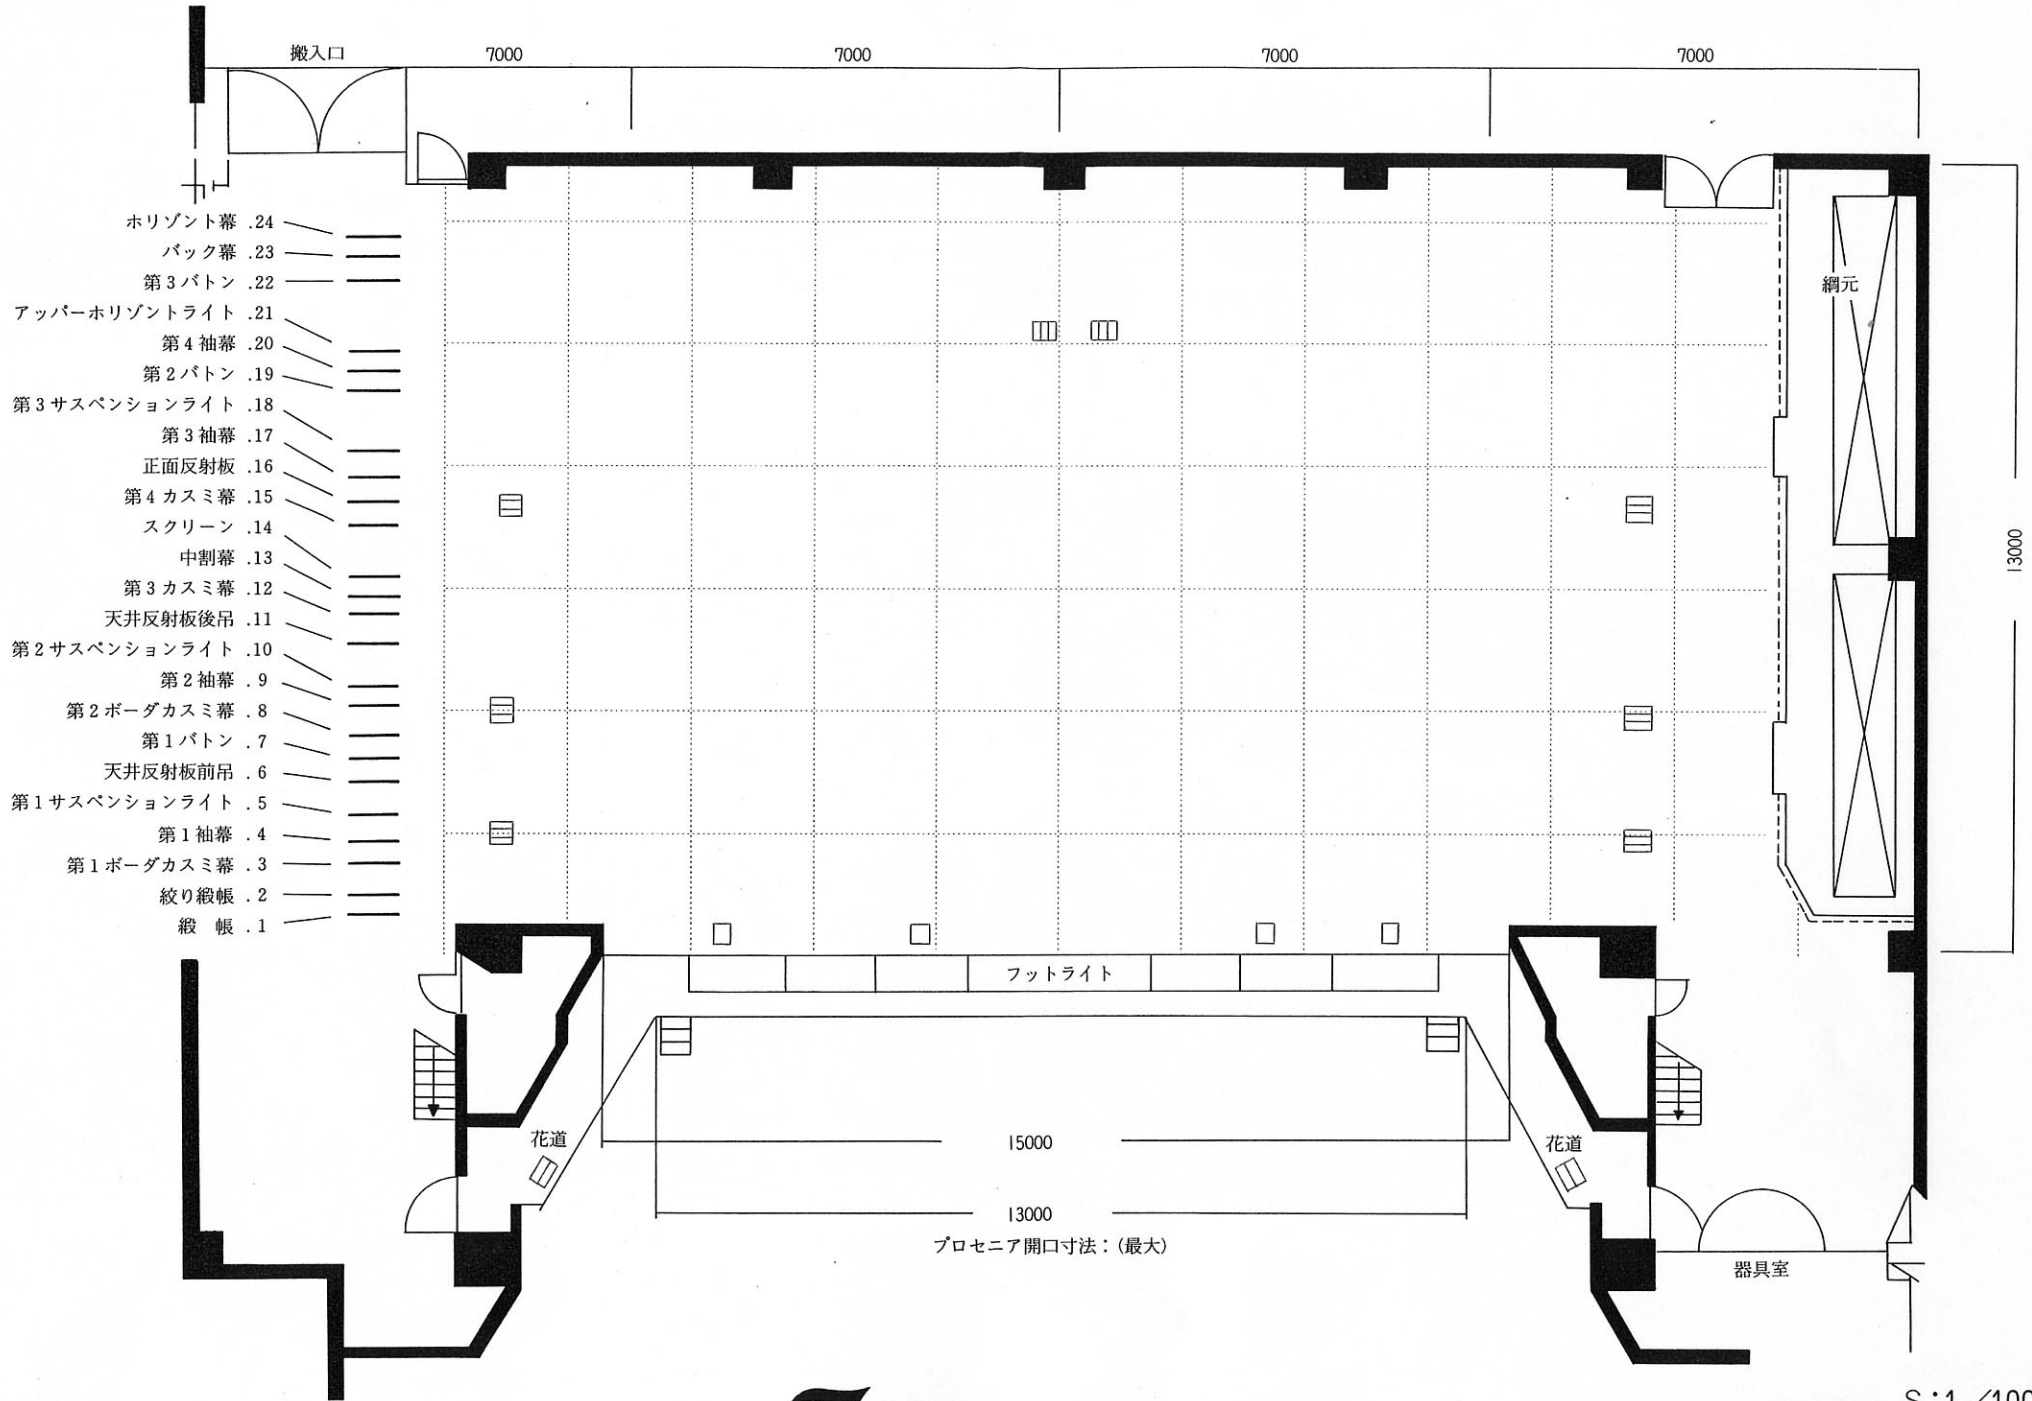 搬入口
7000
7000
7000
7000
ホリゾント幕 .24
バック幕 .23
第3バトン .22
アッパーホリゾントライト .21
第4袖幕 .20
第2バトン .19
第3サスペンションライト .18
第3袖幕 .17
正面反射板 .16
第4カスミ幕 .15
スクリーン .14
中割幕 .13
第3カスミ幕 .12
天井反射板後吊 .11
第2サスペンションライト .10
第2袖幕 . 9
第2ボーダカスミ幕 . 8
第1バトン . 7
天井反射板前吊 . 6
第1サスペンションライト . 5
第1袖幕 . 4
第1ボーダカスミ幕 . 3
絞り緞帳 . 2
緞 帳 . 1
綱元
13000
フットライト
花道
花道
15000
13000
プロセニア開口寸法：(最大)
器具室
S：1 /100